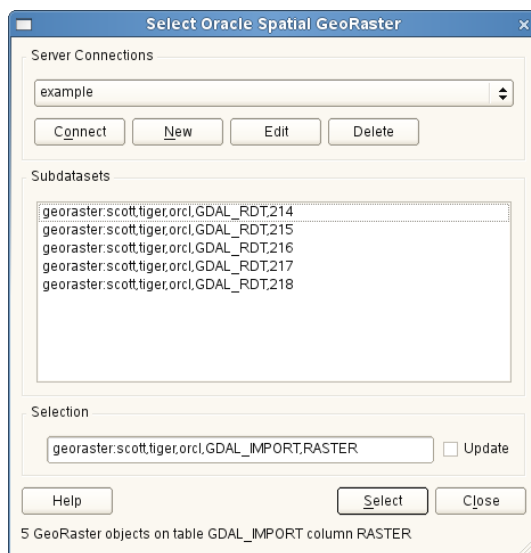 Select Oracle Spatial GeoRaster
Server Connections
example
Connect New Edit Delete
Subdatasets
georaster:scott,tiger,orcl,GDAL_RDT,214
georaster:scott,tiger,orcl,GDAL_RDT,215
georaster:scott,tiger,orcl,GDAL_RDT,216
georaster:scott,tiger,orcl,GDAL_RDT,217
georaster:scott,tiger,orcl,GDAL_RDT,218
Selection
georaster:scott,tiger,orcl,GDAL_IMPORT,RASTER Update
Help Select Close
5 GeoRaster objects on table GDAL_IMPORT column RASTER